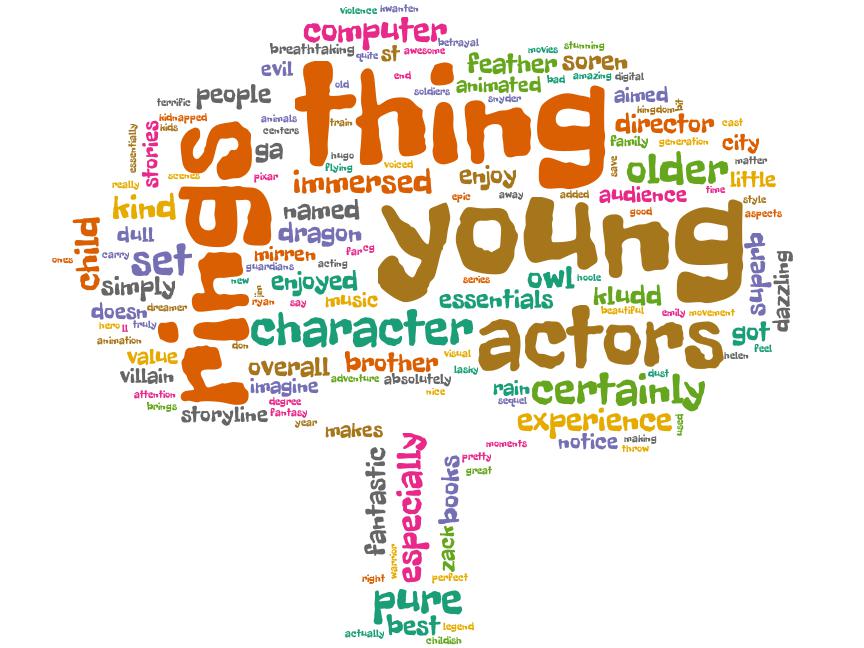 violence kwanten
computer
breathtaking quite st awesome betrayal movies stunning
evil feather soren
old end soldiers animated bad amazing digital
terrific people thing snyder aimed
kidnapped animals train kingdom
kids centers director cast
essentially stories rings ga hugo flying voiced family generation city
scenes pixar save older matter
really immersed enjoy little
epic away added audience time style
kind named young good aspects
child dull dragon
ones carry set mirren far cg superb
guardians acting series owl hoole dazzling
simply new enjoyed
ryan say music essentials kludd
doesn dreamer beautiful emily movement
hero ll truly character actors got
animation don helen feel
value overall brother visual lasky
villain imagine adventure absolutely dust
attention nice rain certainly
brings degree sequel
storyline fantasy experience used
year makes notice making
moments throw
fantastic especially books pretty
great
zack
right warrior perfect
pure
best legend
actually childish